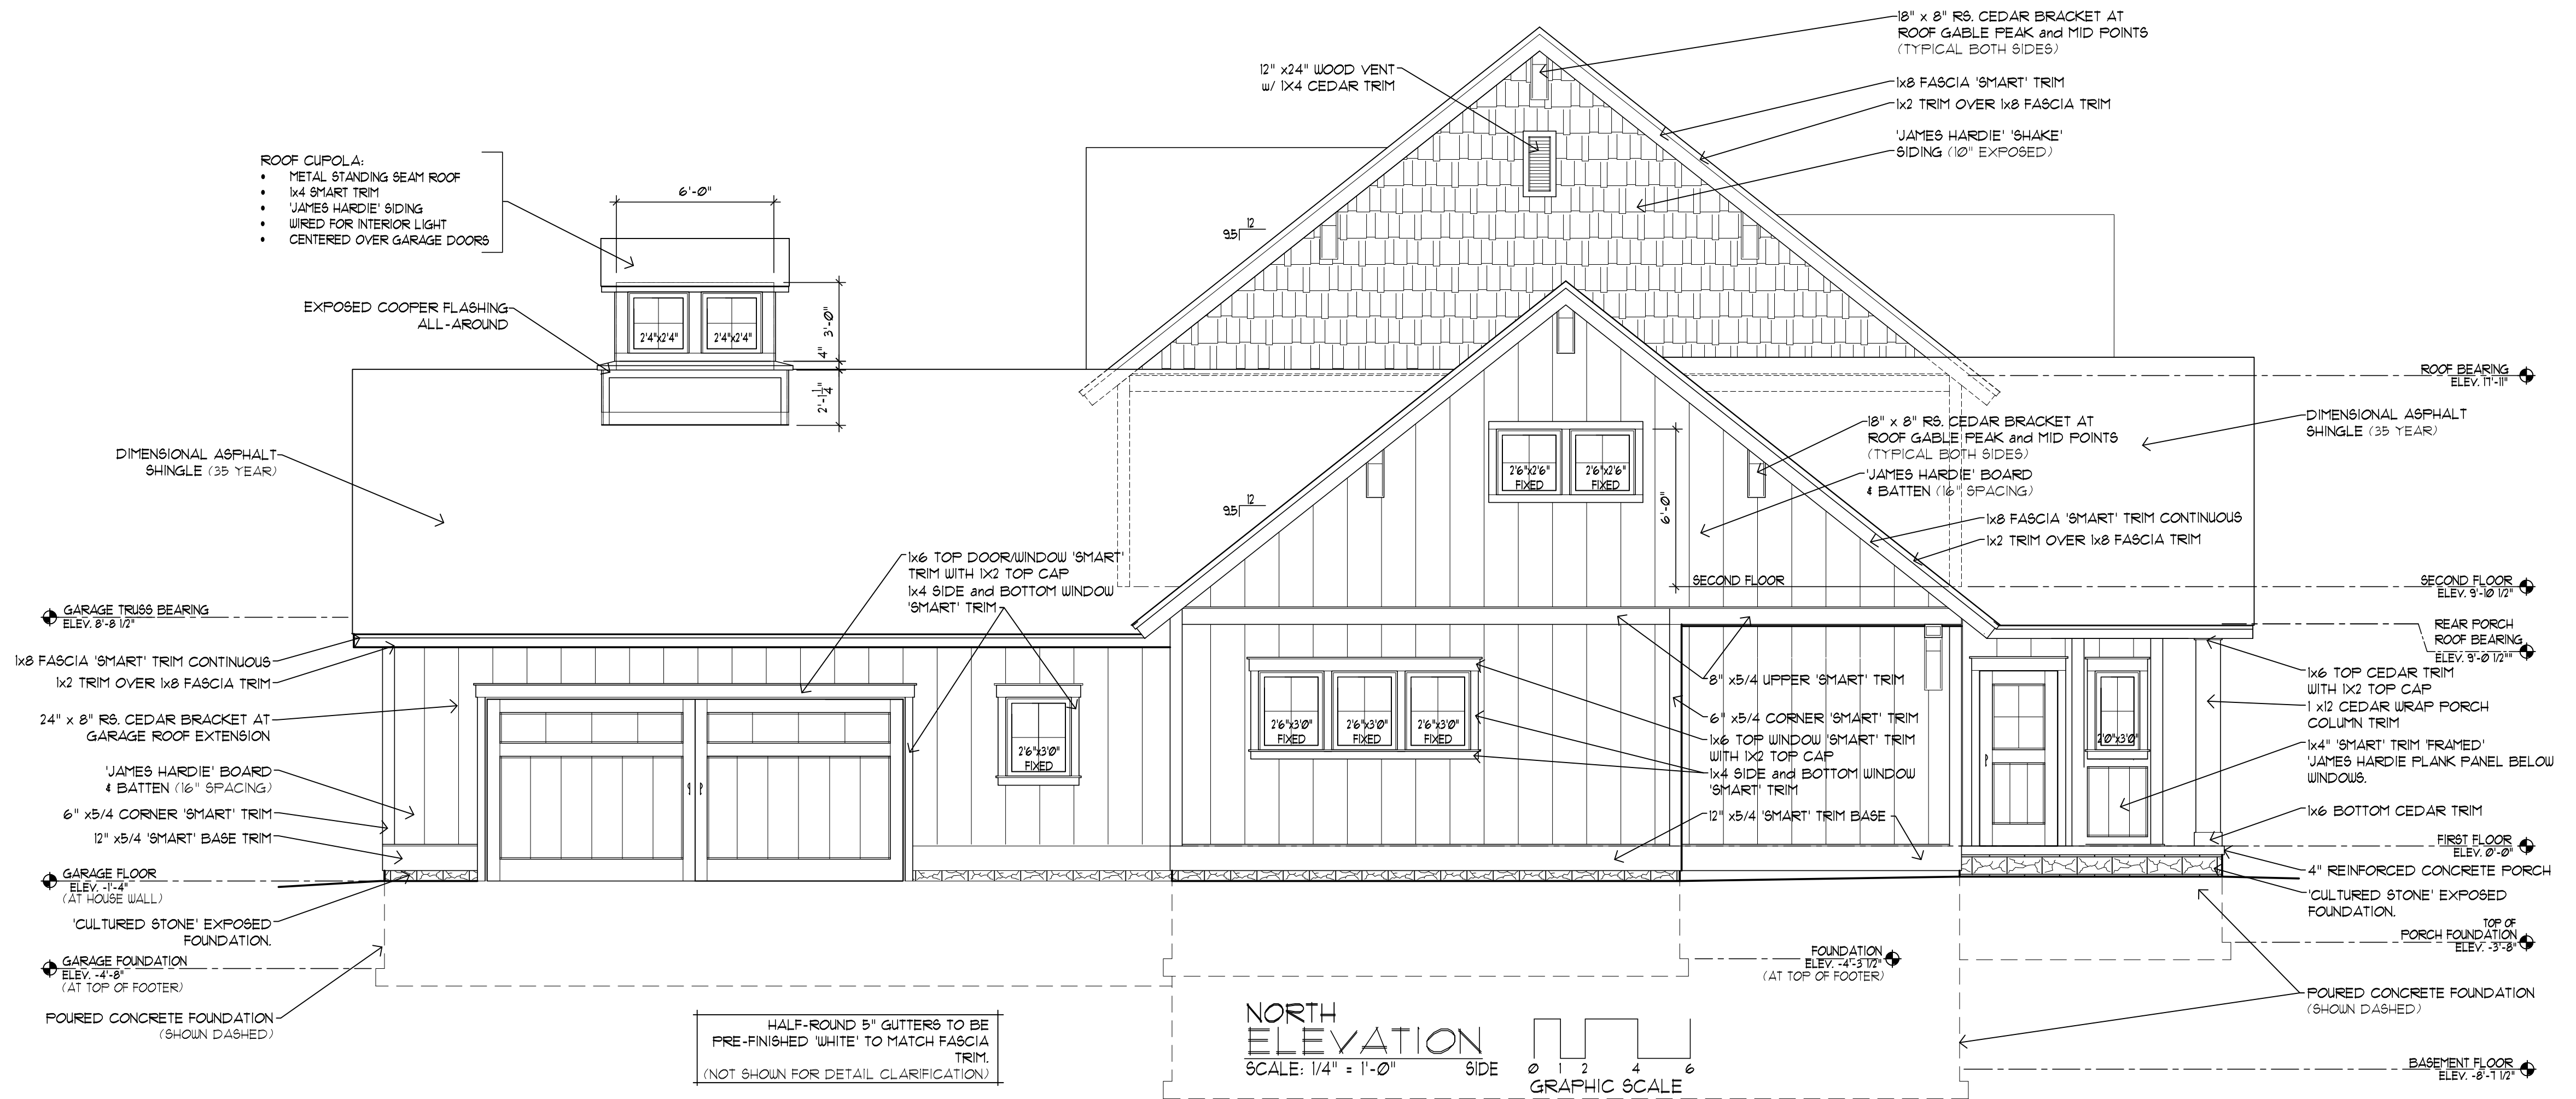 18" x 8" RS. CEDAR BRACKET AT
ROOF GABLE PEAK and MID POINTS
(TYPICAL BOTH SIDES)
12" x24" WOOD VENT
w/ 1X4 CEDAR TRIM
1x8 FASCIA 'SMART' TRIM
1x2 TRIM OVER 1x8 FASCIA TRIM
'JAMES HARDIE' 'SHAKE'
SIDING (10" EXPOSED)
ROOF CUPOLA:
• METAL STANDING SEAM ROOF
• 1x4 SMART TRIM
• 'JAMES HARDIE' SIDING
• WIRED FOR INTERIOR LIGHT
• CENTERED OVER GARAGE DOORS
6'-0"
12
9.5
EXPOSED COOPER FLASHING
ALL-AROUND
2'4"x2'4"
2'4"x2'4"
3'-0"
4"
2'-1 1/4"
ROOF BEARING
ELEV. 17'-11"
DIMENSIONAL ASPHALT
SHINGLE (35 YEAR)
18" x 8" RS. CEDAR BRACKET AT
ROOF GABLE PEAK and MID POINTS
(TYPICAL BOTH SIDES)
DIMENSIONAL ASPHALT
SHINGLE (35 YEAR)
2'6"x2'6"
FIXED
2'6"x2'6"
FIXED
'JAMES HARDIE' BOARD
& BATTEN (16" SPACING)
12
9.5
6'-0"
1x8 FASCIA 'SMART' TRIM CONTINUOUS
1x2 TRIM OVER 1x8 FASCIA TRIM
1x6 TOP DOOR/WINDOW 'SMART'
TRIM WITH 1X2 TOP CAP
1x4 SIDE and BOTTOM WINDOW
'SMART' TRIM
SECOND FLOOR
SECOND FLOOR
ELEV. 9'-10 1/2"
GARAGE TRUSS BEARING
ELEV. 8'-8 1/2"
REAR PORCH
ROOF BEARING
ELEV. 9'-0 1/2""
1x8 FASCIA 'SMART' TRIM CONTINUOUS
1x2 TRIM OVER 1x8 FASCIA TRIM
24" x 8" RS. CEDAR BRACKET AT
GARAGE ROOF EXTENSION
'JAMES HARDIE' BOARD
& BATTEN (16" SPACING)
6" x5/4 CORNER 'SMART' TRIM
12" x5/4 'SMART' BASE TRIM
2'6"x3'0"
FIXED
2'6"x3'0"
FIXED
2'6"x3'0"
FIXED
2'6"x3'0"
FIXED
8" x5/4 UPPER 'SMART' TRIM
6" x5/4 CORNER 'SMART' TRIM
1x6 TOP WINDOW 'SMART' TRIM
WITH 1X2 TOP CAP
1x4 SIDE and BOTTOM WINDOW
'SMART' TRIM
12" x5/4 'SMART' TRIM BASE
2'0"x3'0"
1x6 TOP CEDAR TRIM
WITH 1X2 TOP CAP
1 x12 CEDAR WRAP PORCH
COLUMN TRIM
1x4" 'SMART' TRIM 'FRAMED'
'JAMES HARDIE PLANK PANEL BELOW
WINDOWS.
1x6 BOTTOM CEDAR TRIM
FIRST FLOOR
ELEV. 0'-0"
4" REINFORCED CONCRETE PORCH
'CULTURED STONE' EXPOSED
FOUNDATION.
GARAGE FLOOR
ELEV. -1'-4"
(AT HOUSE WALL)
'CULTURED STONE' EXPOSED
FOUNDATION.
GARAGE FOUNDATION
ELEV. -4'-8"
(AT TOP OF FOOTER)
POURED CONCRETE FOUNDATION
(SHOWN DASHED)
TOP OF
PORCH FOUNDATION
ELEV. -3'-8"
FOUNDATION
ELEV. -4'-3 1/2"
(AT TOP OF FOOTER)
POURED CONCRETE FOUNDATION
(SHOWN DASHED)
HALF-ROUND 5" GUTTERS TO BE
PRE-FINISHED 'WHITE' TO MATCH FASCIA
TRIM.
(NOT SHOWN FOR DETAIL CLARIFICATION)
NORTH
ELEVATION
SCALE: 1/4" = 1'-0" SIDE
0 1 2 4 6
GRAPHIC SCALE
BASEMENT FLOOR
ELEV. -8'-7 1/2"